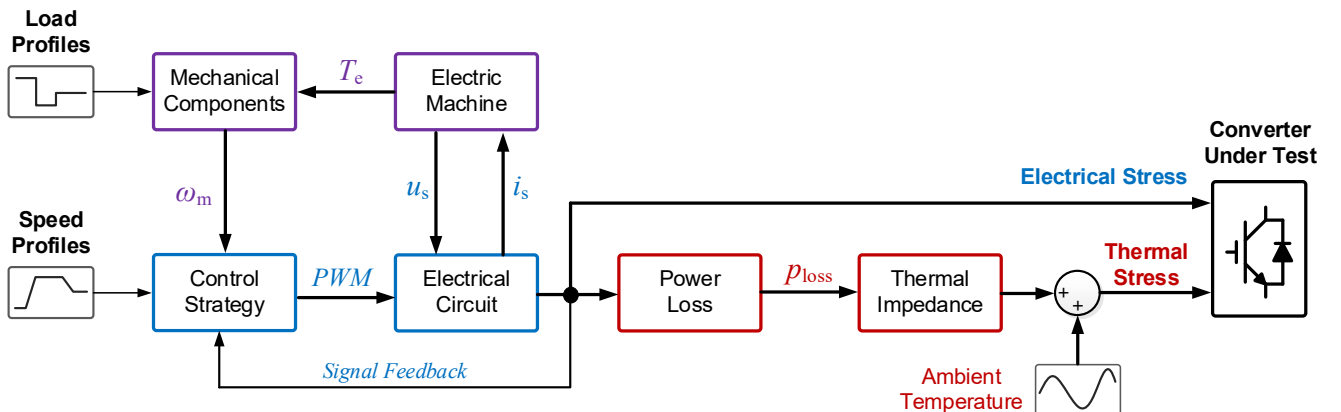 Load
Profiles
Mechanical
Components
Tₑ
Electric
Machine
Converter
Under Test
ωₘ
uₛ
iₛ
Electrical Stress
Speed
Profiles
Control
Strategy
PWM
Electrical
Circuit
Power
Loss
p_loss
Thermal
Impedance
+
+
Thermal
Stress
Signal Feedback
Ambient
Temperature